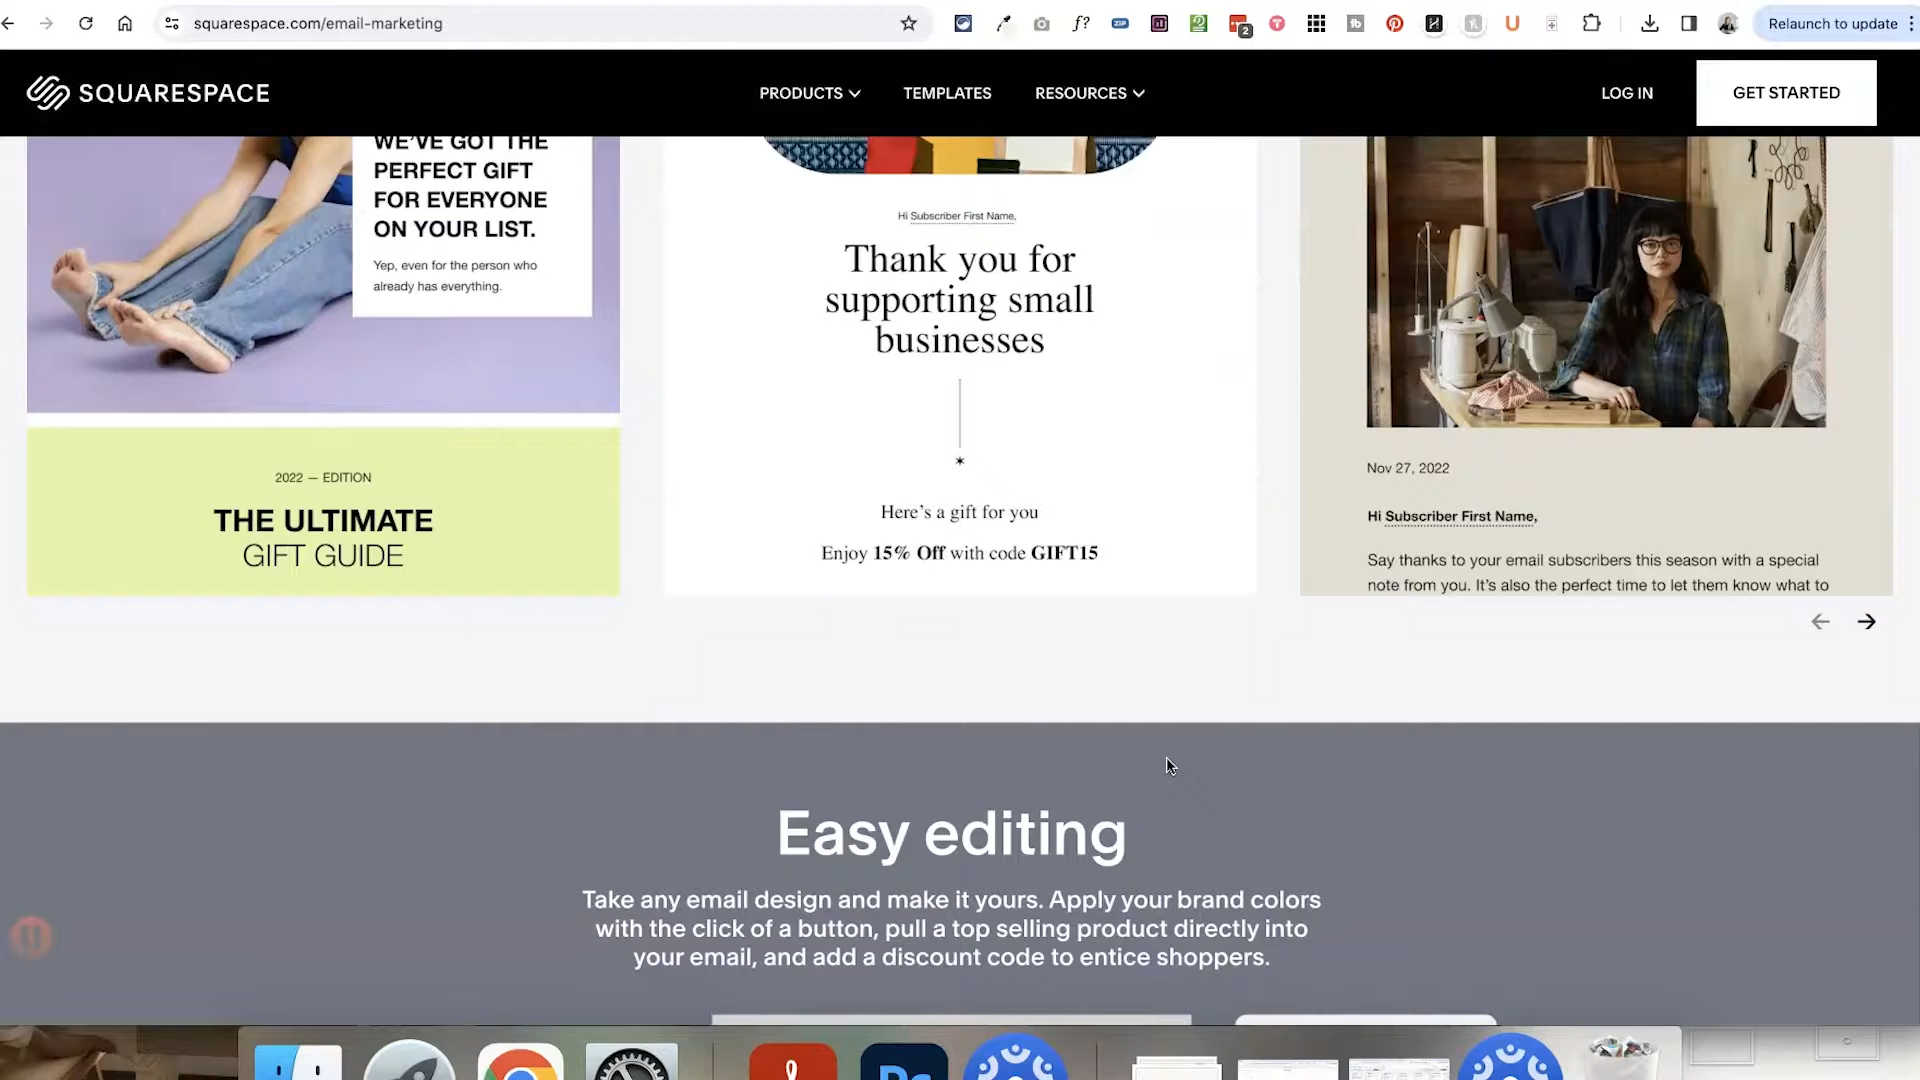 squarespace.com/email-marketing
f?
ZIP
2
T
tb
U
Relaunch to update
SQUARESPACE
PRODUCTS
TEMPLATES
RESOURCES
LOG IN
GET STARTED
WE'VE GOT THE
PERFECT GIFT
FOR EVERYONE
ON YOUR LIST.
Yep, even for the person who
already has everything.
2022 — EDITION
THE ULTIMATE
GIFT GUIDE
Hi Subscriber First Name,
Thank you for
supporting small
businesses
Here's a gift for you
Enjoy 15% Off with code GIFT15
Nov 27, 2022
Hi Subscriber First Name,
Say thanks to your email subscribers this season with a special
note from you. It's also the perfect time to let them know what to
Easy editing
Take any email design and make it yours. Apply your brand colors
with the click of a button, pull a top selling product directly into
your email, and add a discount code to entice shoppers.
Ps